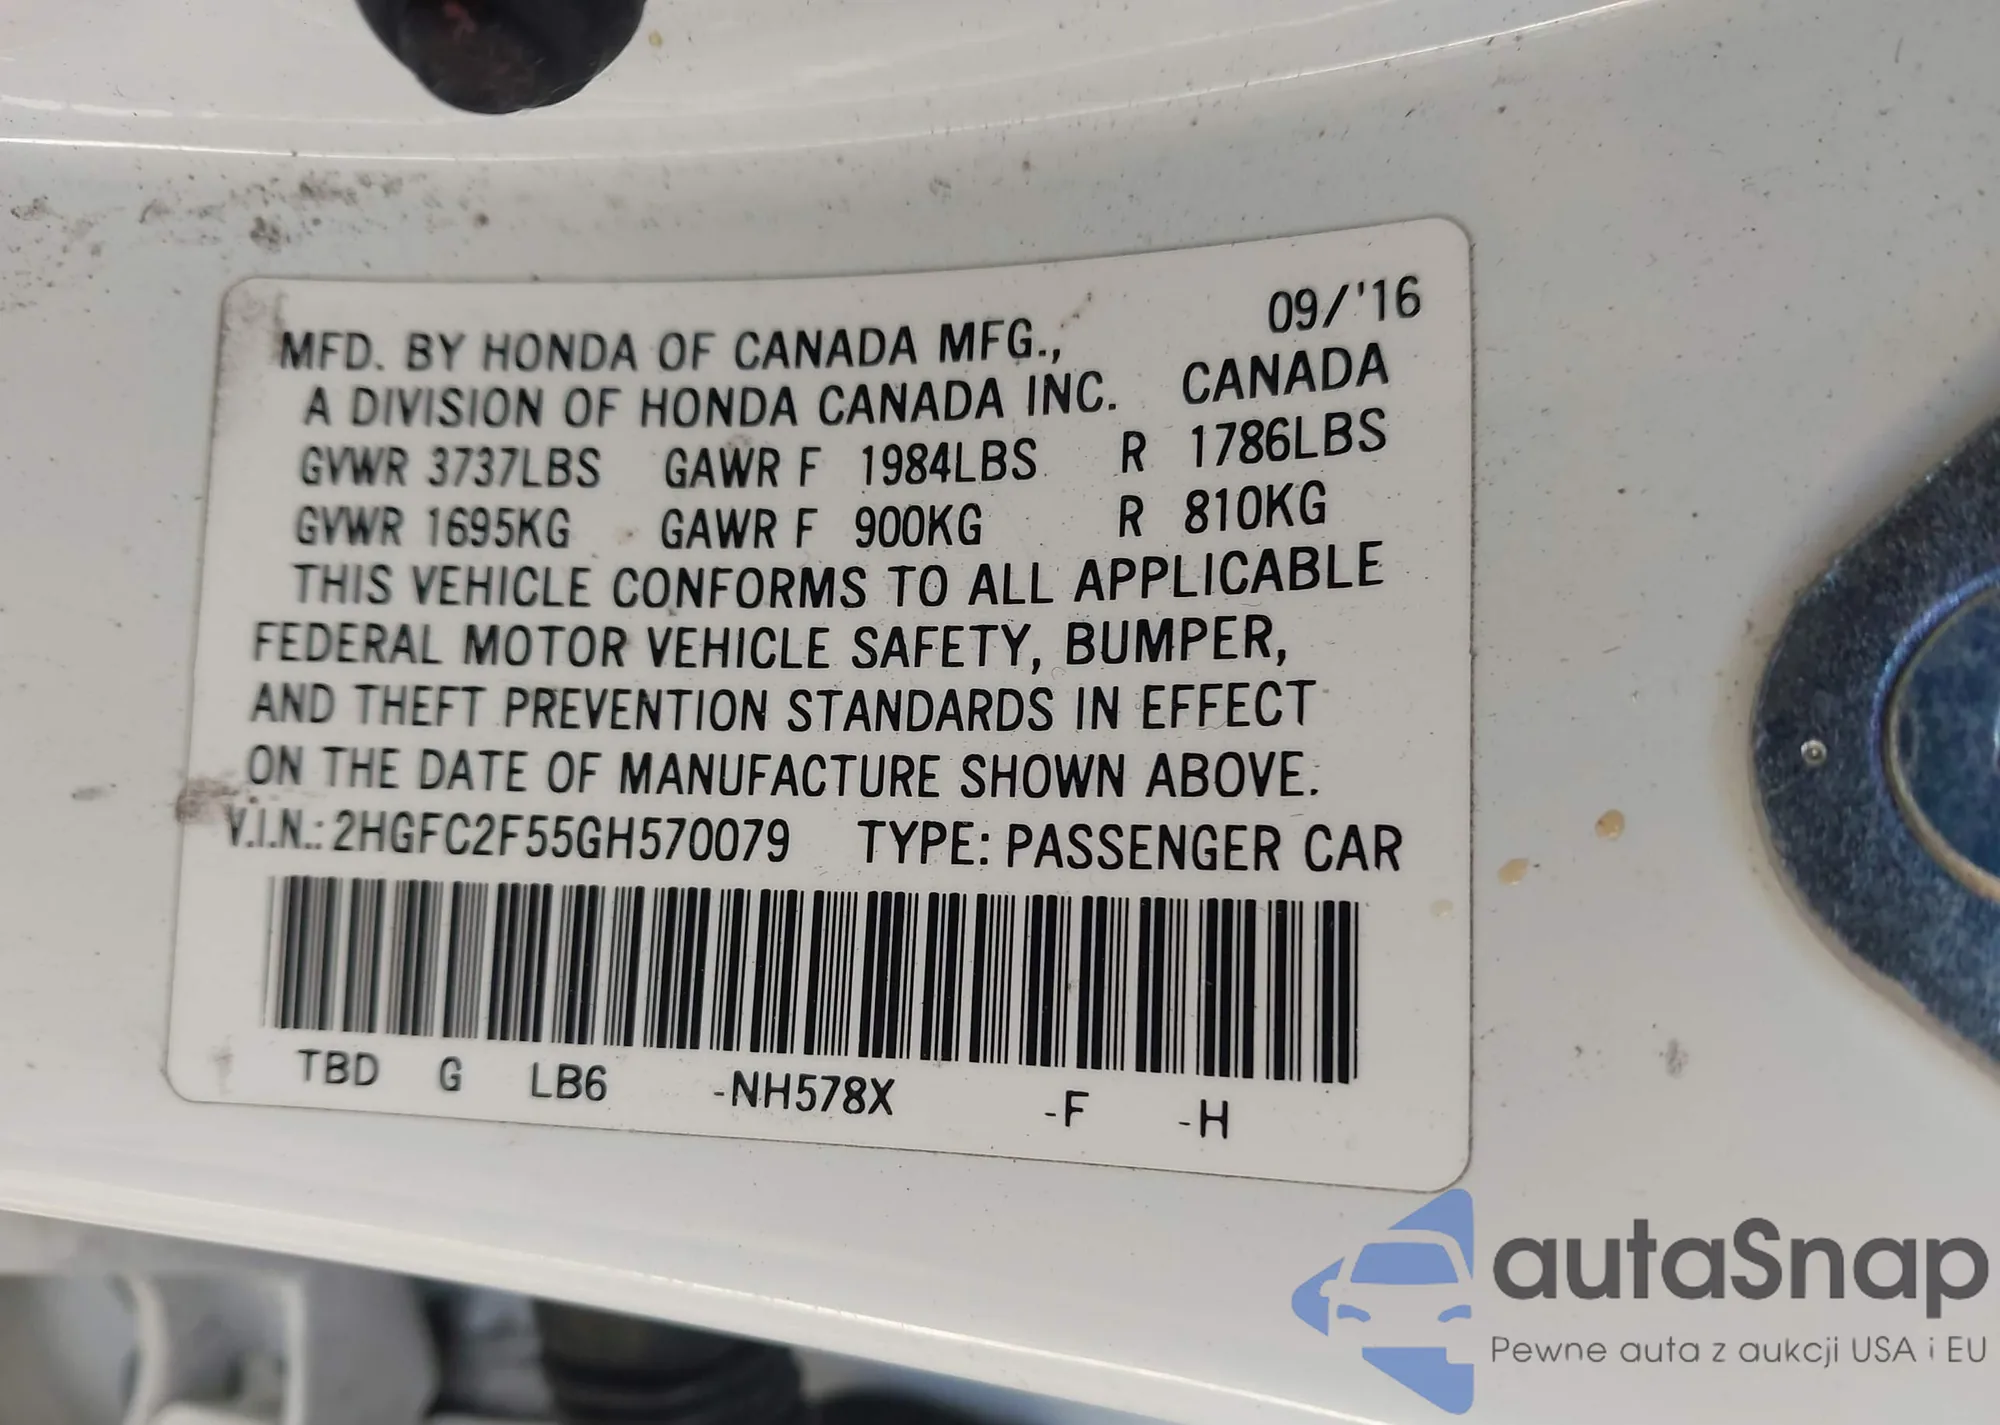 09/'16
MFD. BY HONDA OF CANADA MFG.,
A DIVISION OF HONDA CANADA INC. CANADA
GVWR 3737LBS GAWR F 1984LBS R 1786LBS
GVWR 1695KG GAWR F 900KG R 810KG
THIS VEHICLE CONFORMS TO ALL APPLICABLE
FEDERAL MOTOR VEHICLE SAFETY, BUMPER,
AND THEFT PREVENTION STANDARDS IN EFFECT
ON THE DATE OF MANUFACTURE SHOWN ABOVE.
V.I.N.: 2HGFC2F55GH570079 TYPE: PASSENGER CAR
TBD G LB6 -NH578X -F -H
autaSnap
Pewne auta z aukcji USA i EU